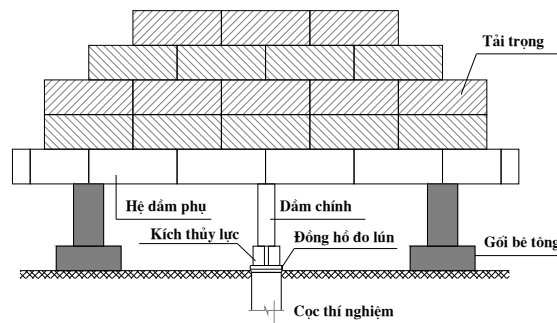 Tải trọng
Hệ dầm phụ
Dầm chính
Kích thủy lực
Đồng hồ đo lún
Gối bê tông
Cọc thí nghiệm